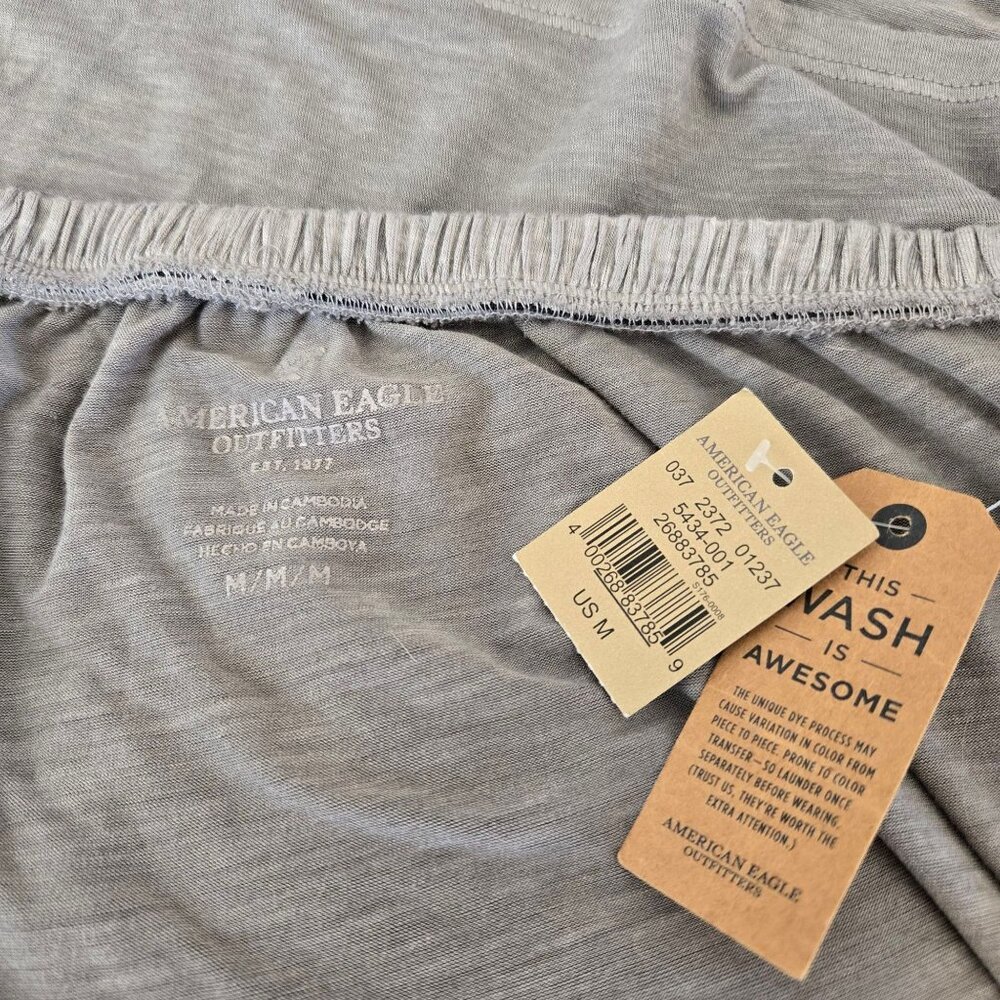 AMERICAN EAGLE
OUTFITTERS
EST. 1977
MADE IN CAMBODIA
FABRIQUE AU CAMBODGE
HECHO EN CAMBOYA
M/M/M
AMERICAN EAGLE
OUTFITTERS
037 2372 01237
5434-001
26883785
S176-0008
4 00268 83785 9
US M
THIS
WASH
IS
AWESOME
THE UNIQUE DYE PROCESS MAY
CAUSE VARIATION IN COLOR FROM
PIECE TO PIECE. PRONE TO COLOR
TRANSFER—SO LAUNDER ONCE
SEPARATELY BEFORE WEARING.
(TRUST US, THEY'RE WORTH THE
EXTRA ATTENTION.)
AMERICAN EAGLE
OUTFITTERS